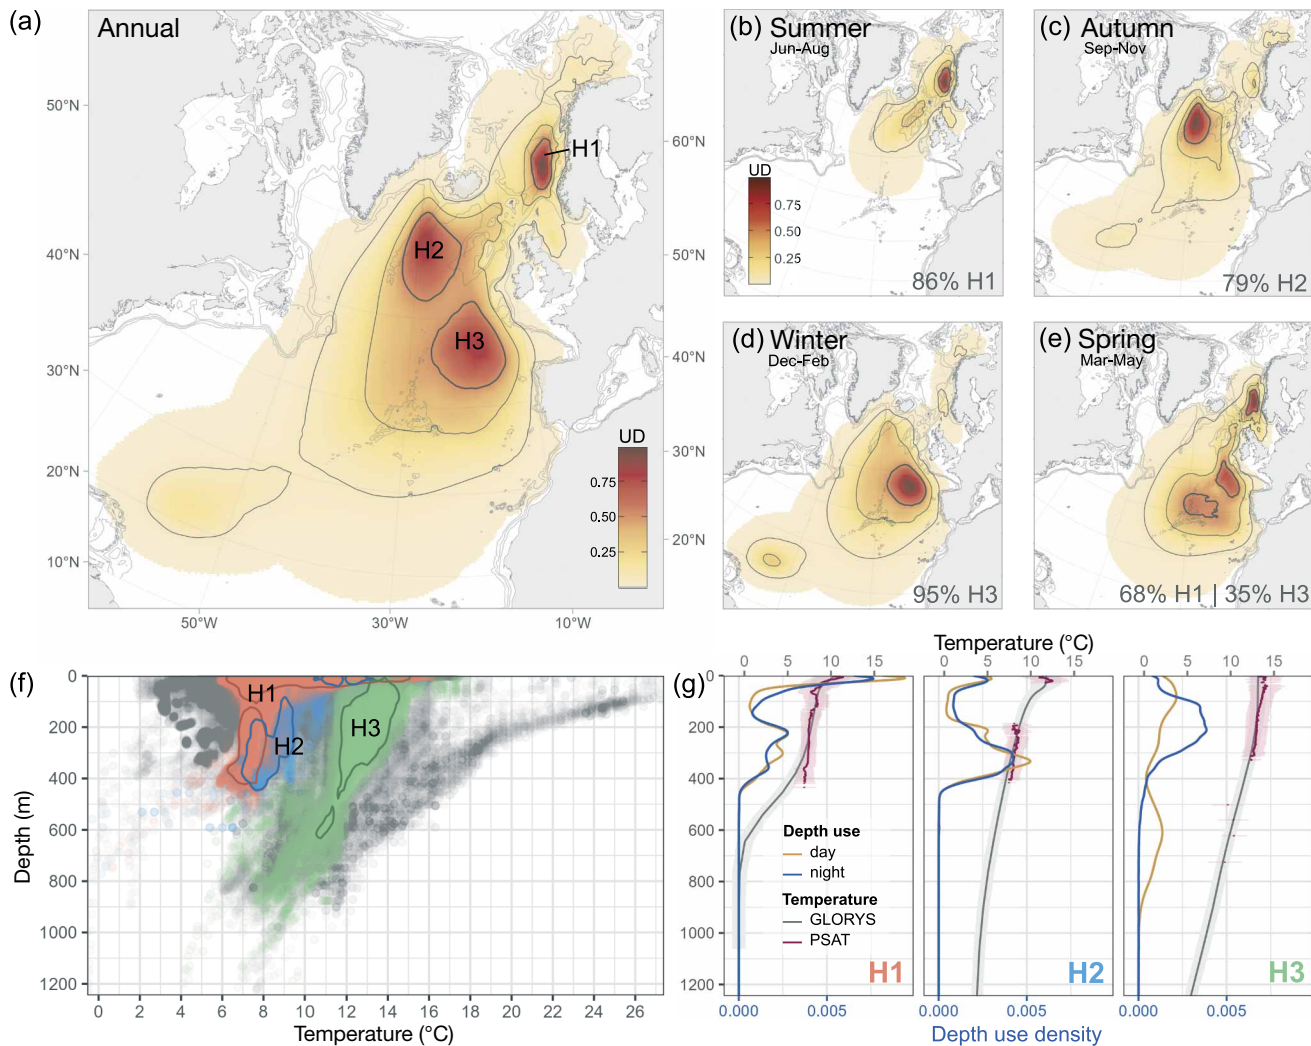 (a) Annual
50°N
40°N
30°N
20°N
10°N
50°W
30°W
10°W
60°N
50°N
40°N
30°N
20°N
H1
H2
H3
UD
0.75
0.50
0.25
(b) Summer
Jun-Aug
UD
0.75
0.50
0.25
86% H1
(c) Autumn
Sep-Nov
79% H2
(d) Winter
Dec-Feb
95% H3
(e) Spring
Mar-May
68% H1 | 35% H3
(f)
H1
H2
H3
0
200
400
600
800
1000
1200
Depth (m)
0 2 4 6 8 10 12 14 16 18 20 22 24 26
Temperature (°C)
(g)
Temperature (°C)
0 5 10 15
0 5 10 15
0 5 10 15
0
200
400
600
800
1000
1200
Depth use
day
night
Temperature
GLORYS
PSAT
H1
H2
H3
0.000 0.005
0.000 0.005
0.000 0.005
Depth use density